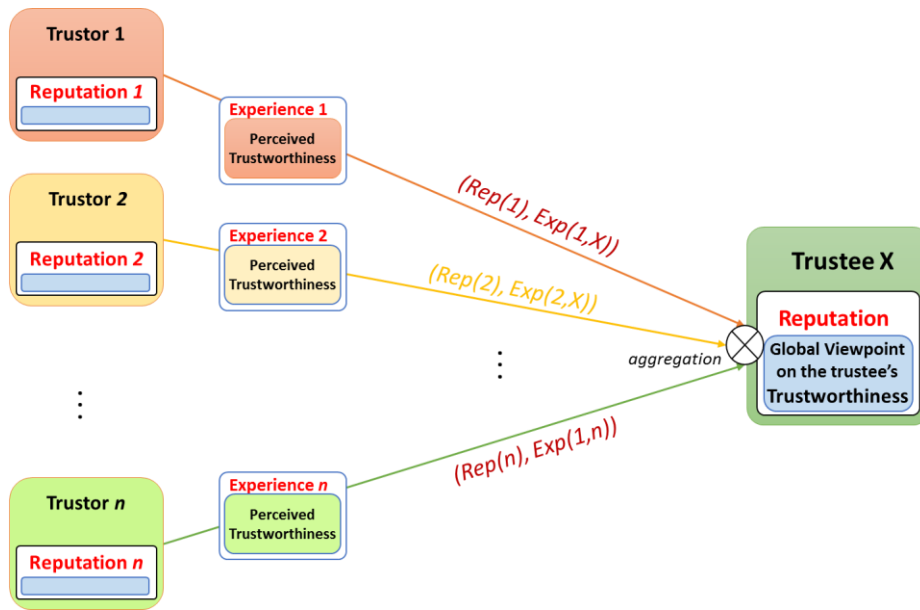 Trustor 1
Reputation 1
Experience 1
Perceived
Trustworthiness
(Rep(1), Exp(1,X))
Trustor 2
Reputation 2
Experience 2
Perceived
Trustworthiness
(Rep(2), Exp(2,X))
Trustee X
Reputation
Global Viewpoint
on the trustee's
Trustworthiness
aggregation
(Rep(n), Exp(1,n))
Trustor n
Reputation n
Experience n
Perceived
Trustworthiness